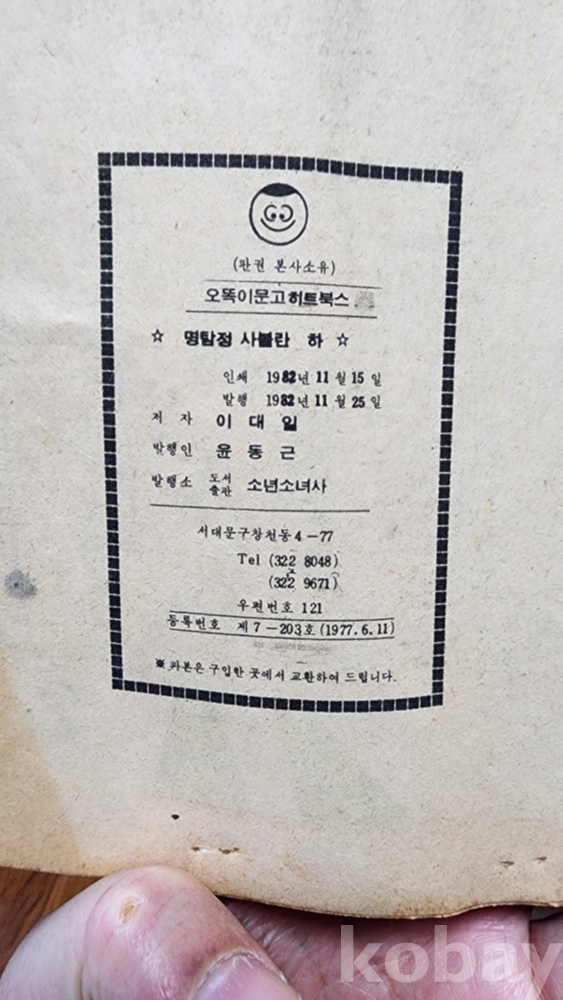 (판권 본사소유)
오뚝이문고히트북스
☆ 명탐정 사불란 하 ☆
인쇄 1982년 11월 15일
발행 1982년 11월 25일
저자 이대일
발행인 윤동근
발행소 도서출판 소년소녀사
서대문구창천동4-77
Tel (322 8048)
(322 9671)
우편번호 121
등록번호 제7-203호(1977.6.11)
※ 파본은 구입한 곳에서 교환하여 드립니다.
kobay